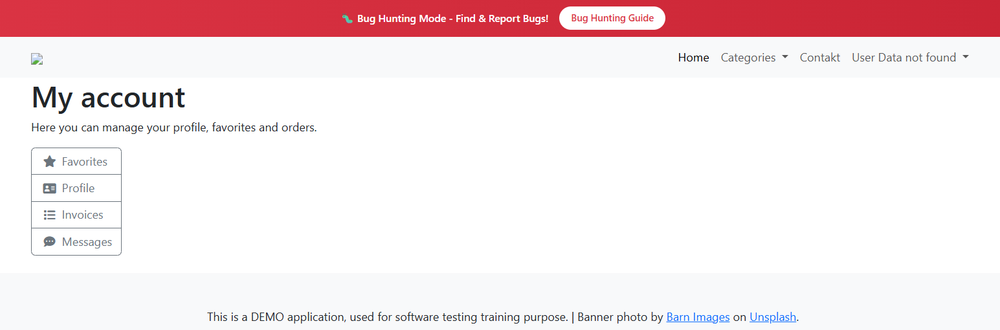 Bug Hunting Mode - Find & Report Bugs! Bug Hunting Guide
Home Categories Contakt User Data not found
My account
Here you can manage your profile, favorites and orders.
Favorites
Profile
Invoices
Messages
This is a DEMO application, used for software testing training purpose. | Banner photo by Barn Images on Unsplash.